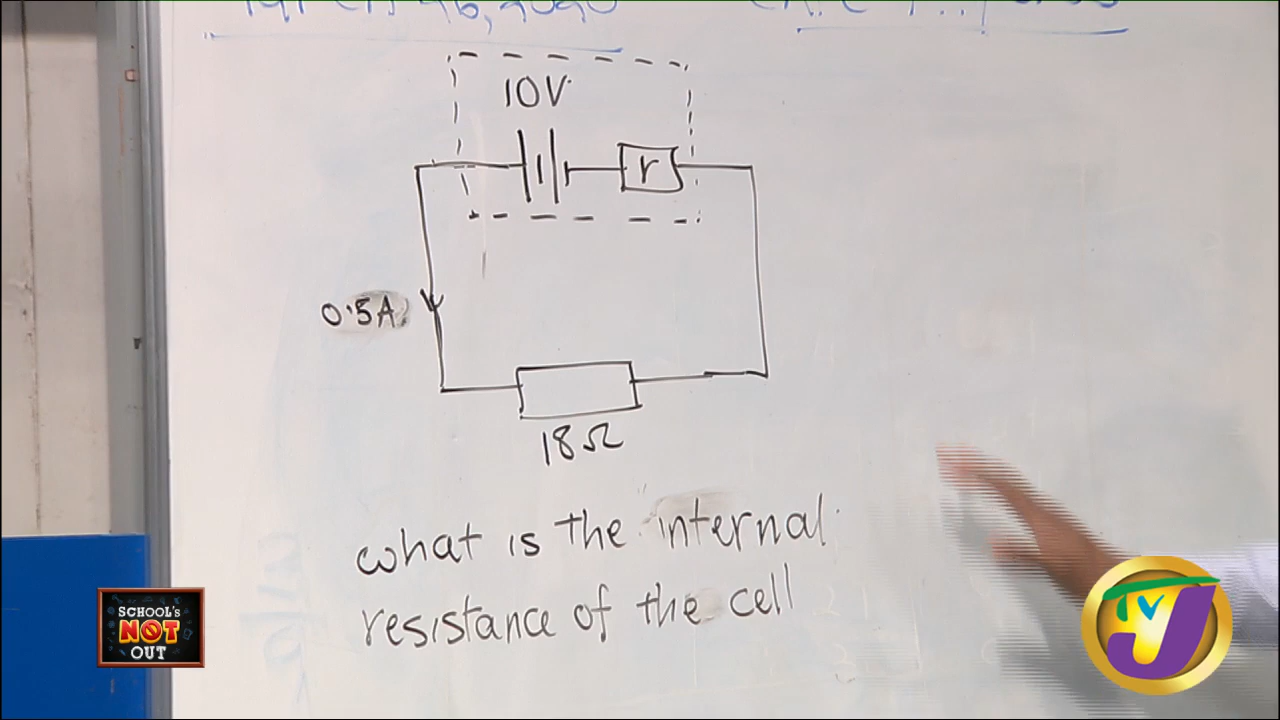 10V
r
0.5A
18Ω
what is the internal
resistance of the cell
SCHOOL'S
NOT
OUT
TVJ